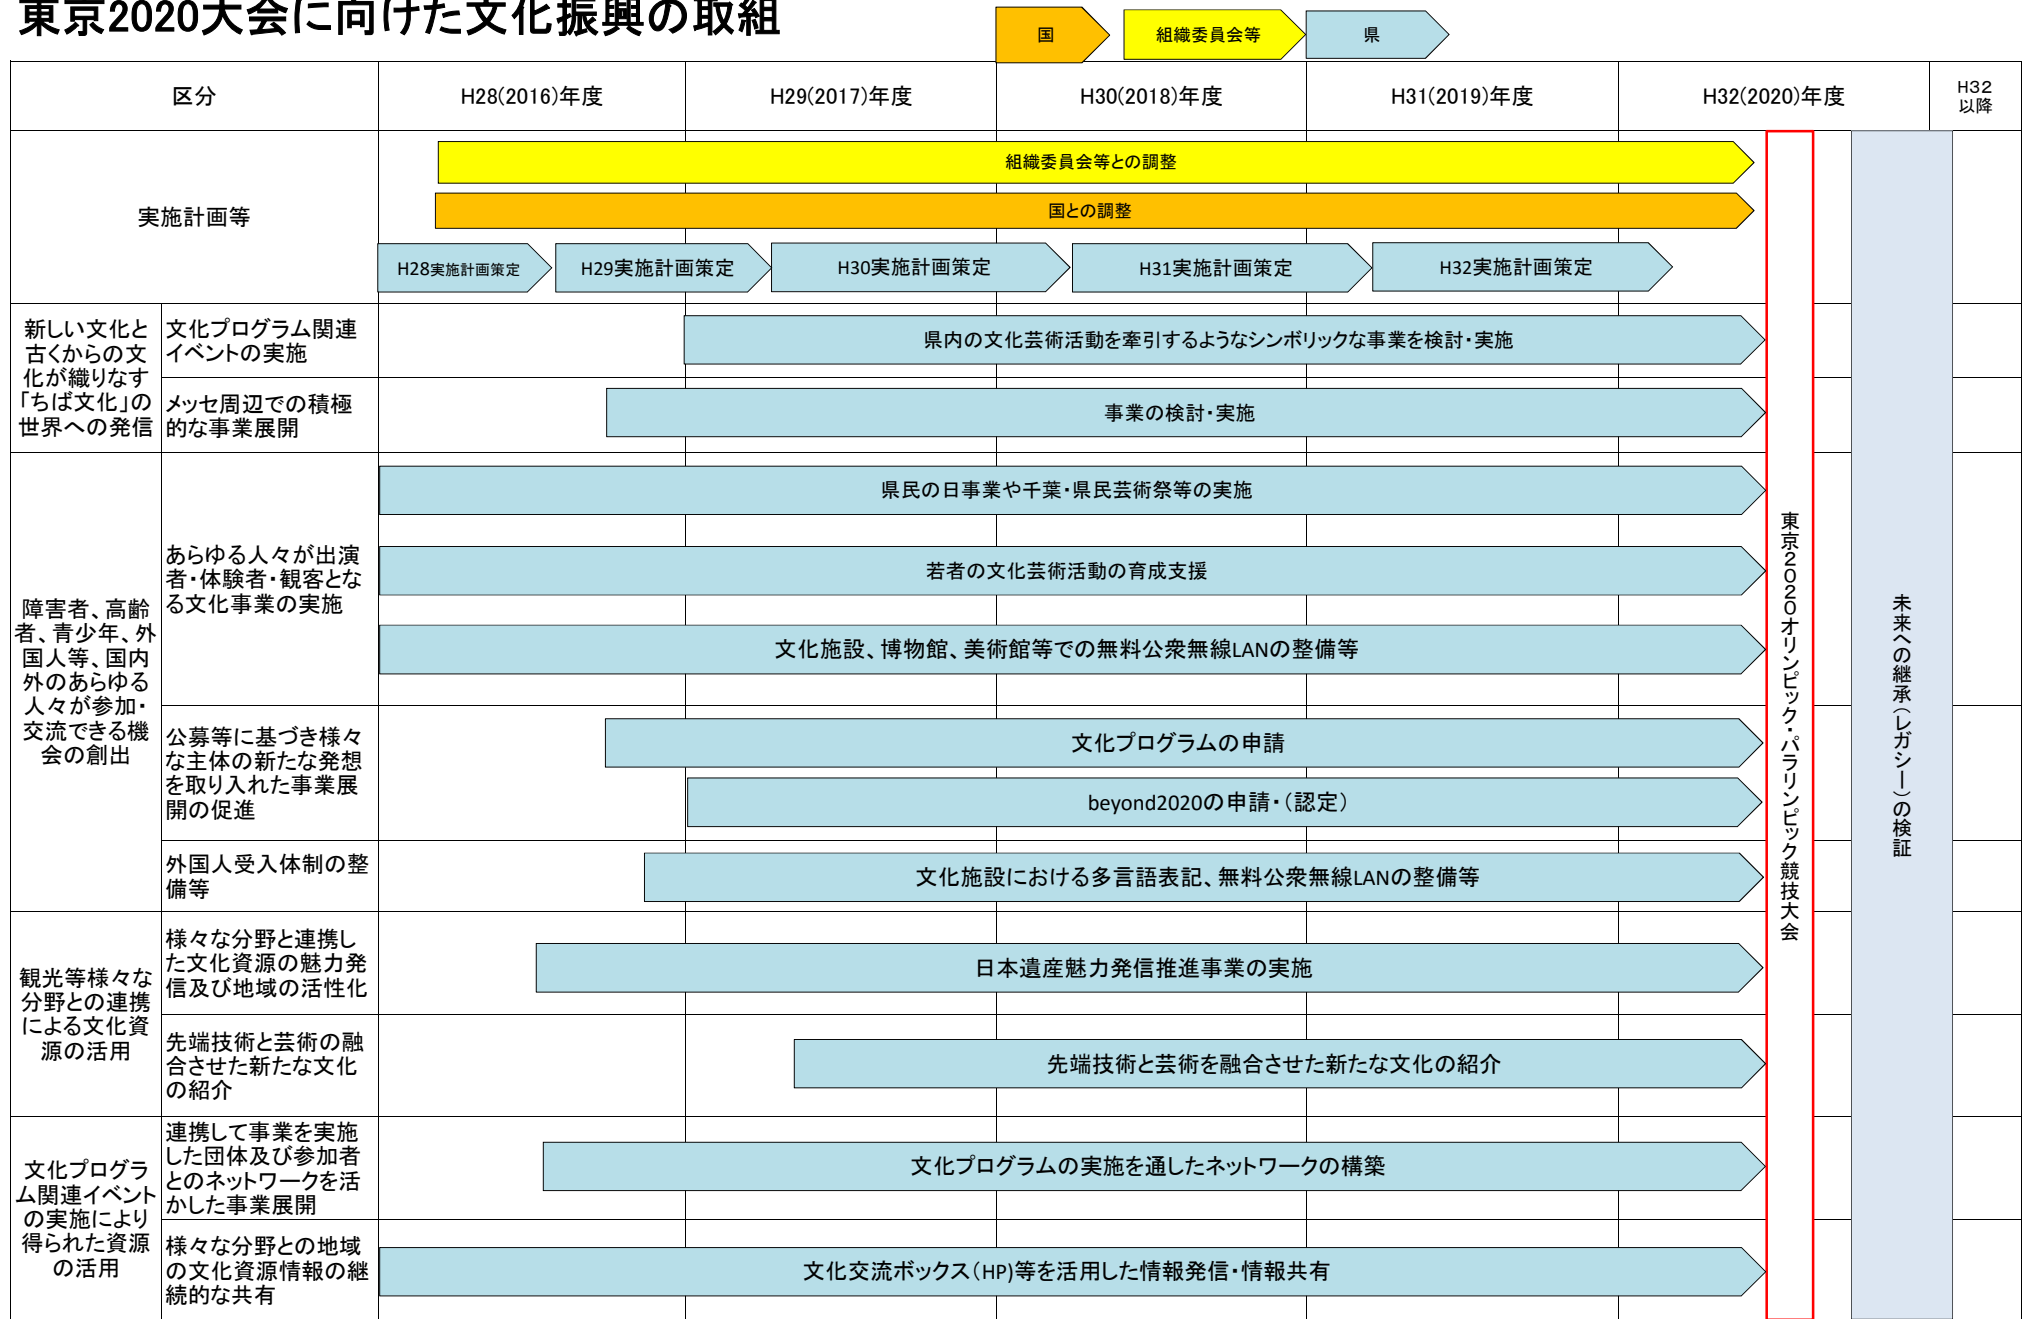 東京2020大会に向けた文化振興の取組
国
組織委員会等
県
区分
H28(2016)年度
H29(2017)年度
H30(2018)年度
H31(2019)年度
H32(2020)年度
H32
以降
実施計画等
組織委員会等との調整
国との調整
H28実施計画策定
H29実施計画策定
H30実施計画策定
H31実施計画策定
H32実施計画策定
新しい文化と
古くからの文
化が織りなす
「ちば文化」の
世界への発信
文化プログラム関連
イベントの実施
県内の文化芸術活動を牽引するようなシンボリックな事業を検討・実施
メッセ周辺での積極
的な事業展開
事業の検討・実施
障害者、高齢
者、青少年、外
国人等、国内
外のあらゆる
人々が参加・
交流できる機
会の創出
あらゆる人々が出演
者・体験者・観客とな
る文化事業の実施
県民の日事業や千葉・県民芸術祭等の実施
若者の文化芸術活動の育成支援
文化施設、博物館、美術館等での無料公衆無線LANの整備等
公募等に基づき様々
な主体の新たな発想
を取り入れた事業展
開の促進
文化プログラムの申請
beyond2020の申請・（認定）
外国人受入体制の整
備等
文化施設における多言語表記、無料公衆無線LANの整備等
観光等様々な
分野との連携
による文化資
源の活用
様々な分野と連携し
た文化資源の魅力発
信及び地域の活性化
日本遺産魅力発信推進事業の実施
先端技術と芸術の融
合させた新たな文化
の紹介
先端技術と芸術を融合させた新たな文化の紹介
文化プログラ
ム関連イベント
の実施により
得られた資源
の活用
連携して事業を実施
した団体及び参加者
とのネットワークを活
かした事業展開
文化プログラムの実施を通したネットワークの構築
様々な分野との地域
の文化資源情報の継
続的な共有
文化交流ボックス（HP)等を活用した情報発信・情報共有
東京2020オリンピック・パラリンピック競技大会
未来への継承（レガシー）の検証